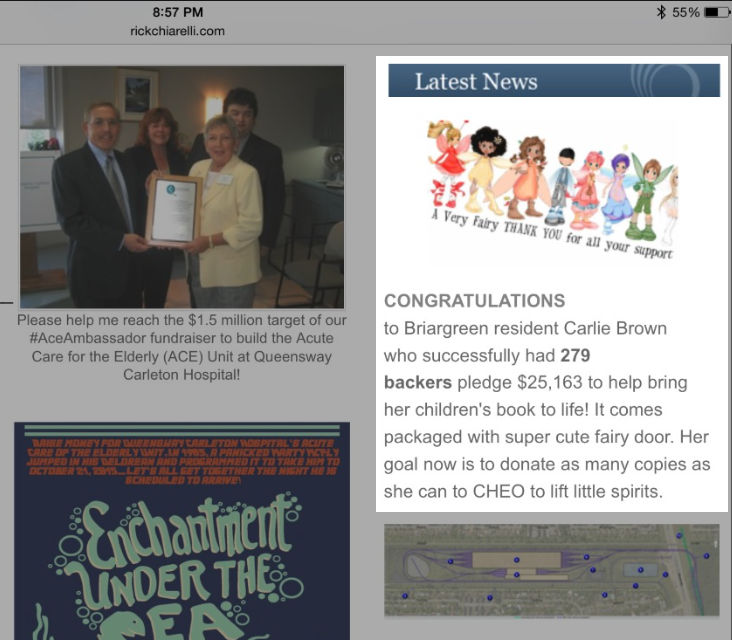 8:57 PM
55%
rickchiarelli.com
Please help me reach the $1.5 million target of our
#AceAmbassador fundraiser to build the Acute
Care for the Elderly (ACE) Unit at Queensway
Carleton Hospital!
RAISE MONEY FOR QUEENSWAY CARLETON HOSPITAL'S ACUTE
CARE OF THE ELDERLY UNIT. IN 1985, A PANICKED MARTY MCFLY
JUMPED IN HIS DELOREAN AND PROGRAMMED IT TO TAKE HIM TO
OCTOBER 21, 2015...LET'S ALL GET TOGETHER THE NIGHT HE IS
SCHEDULED TO ARRIVE!
Enchantment
UNDER THE
SEA
Latest News
A Very Fairy THANK YOU for all your support
CONGRATULATIONS
to Briargreen resident Carlie Brown
who successfully had 279
backers pledge $25,163 to help bring
her children's book to life! It comes
packaged with super cute fairy door. Her
goal now is to donate as many copies as
she can to CHEO to lift little spirits.